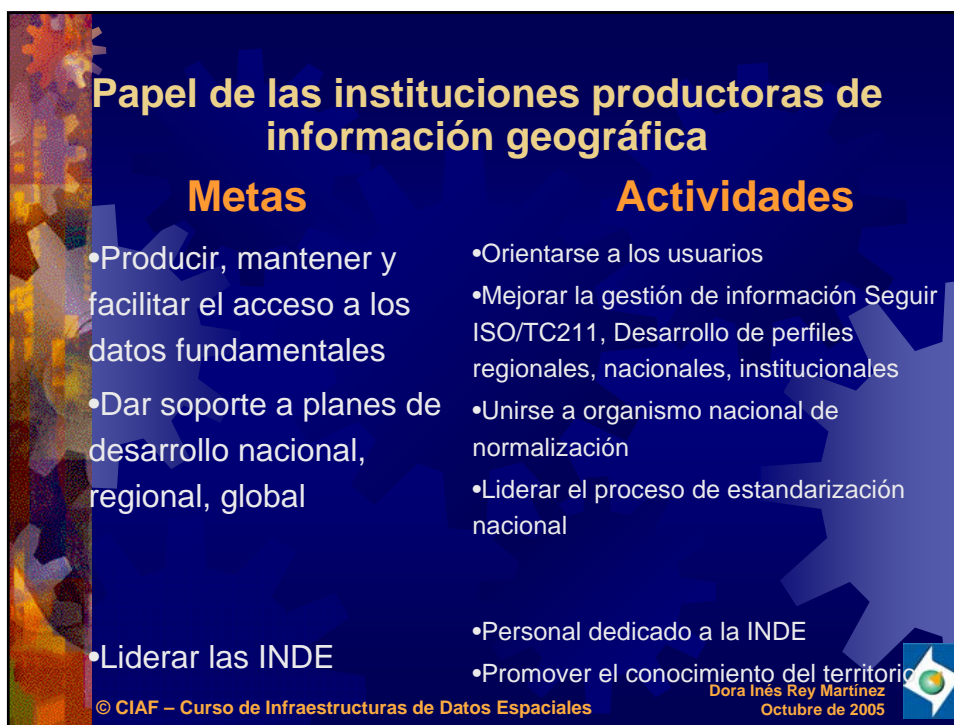 Papel de las instituciones productoras de
información geográfica
Metas
•Producir, mantener y
facilitar el acceso a los
datos fundamentales
•Dar soporte a planes de
desarrollo nacional,
regional, global
•Liderar las INDE
Actividades
•Orientarse a los usuarios
•Mejorar la gestión de información Seguir
ISO/TC211, Desarrollo de perfiles
regionales, nacionales, institucionales
•Unirse a organismo nacional de
normalización
•Liderar el proceso de estandarización
nacional
•Personal dedicado a la INDE
•Promover el conocimiento del territorio
© CIAF – Curso de Infraestructuras de Datos Espaciales
Dora Inés Rey Martínez
Octubre de 2005